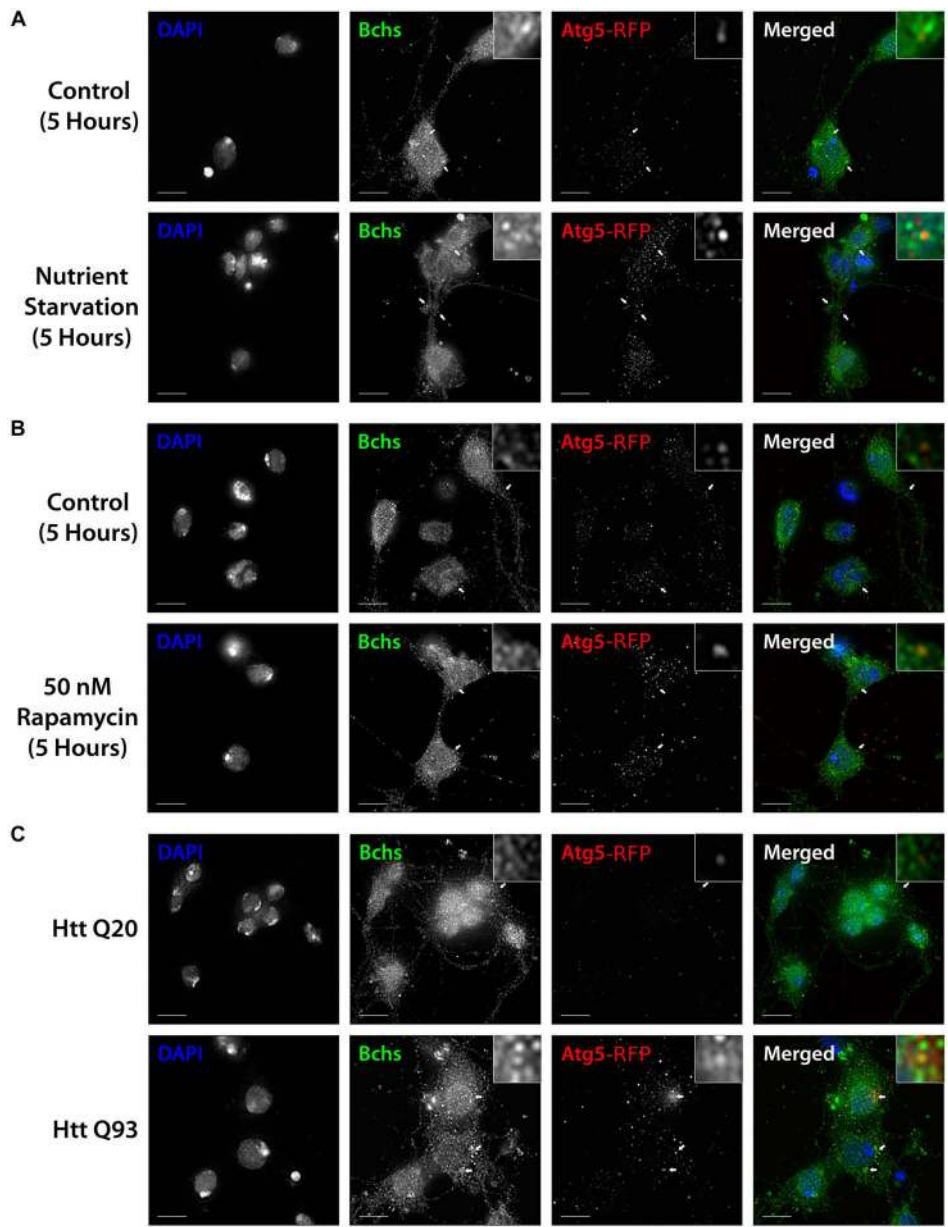 A
DAPI Bchs Atg5-RFP Merged
Control
(5 Hours)
DAPI Bchs Atg5-RFP Merged
Nutrient
Starvation
(5 Hours)
B
DAPI Bchs Atg5-RFP Merged
Control
(5 Hours)
DAPI Bchs Atg5-RFP Merged
50 nM
Rapamycin
(5 Hours)
C
DAPI Bchs Atg5-RFP Merged
Htt Q20
DAPI Bchs Atg5-RFP Merged
Htt Q93